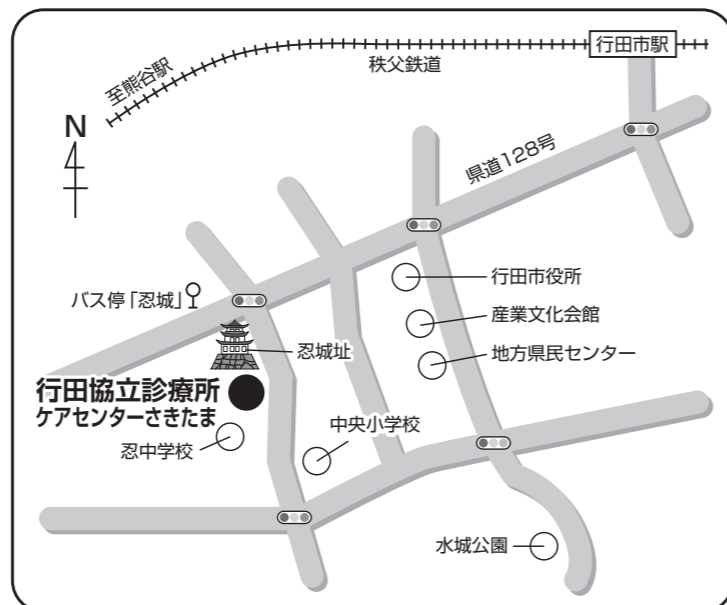 行田市駅
秩父鉄道
至熊谷駅
N
県道128号
バス停「忍城」
行田市役所
産業文化会館
忍城址
地方県民センター
行田協立診療所
ケアセンターさきたま
中央小学校
忍中学校
水城公園